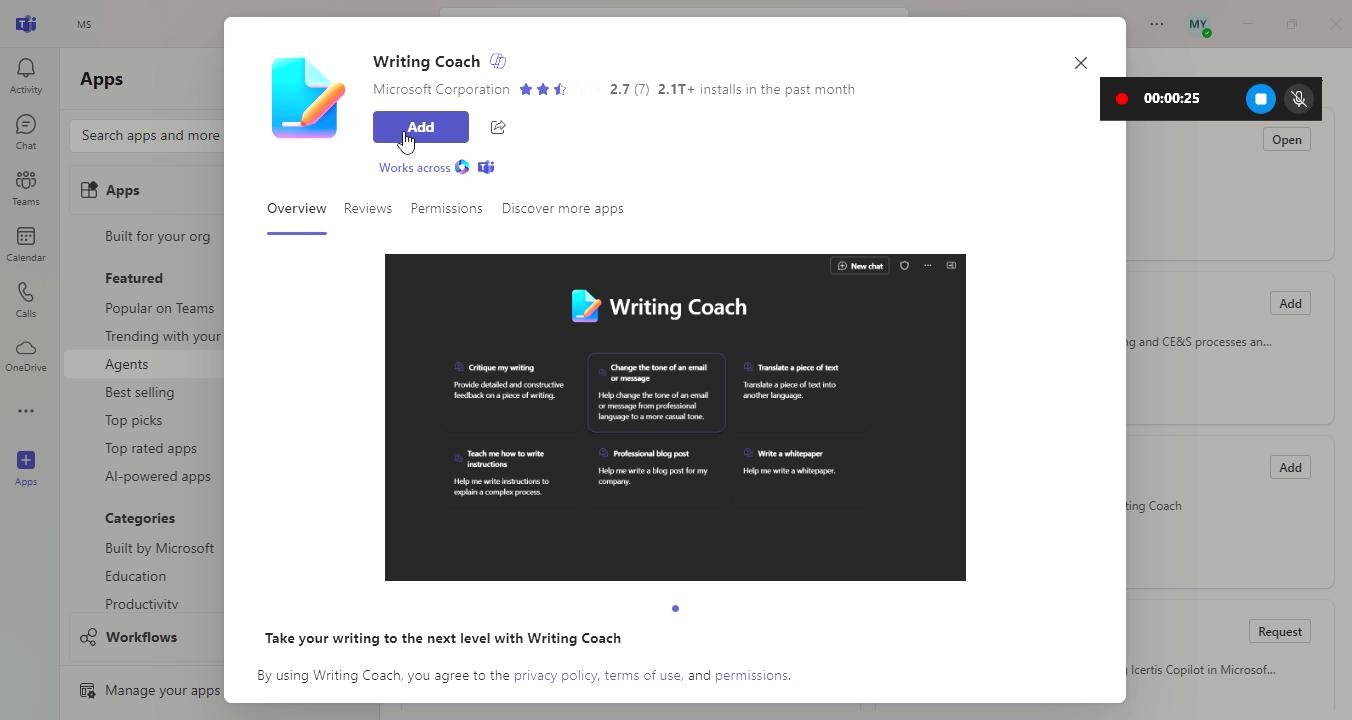 MS
MY
Activity
Chat
Teams
Calendar
Calls
OneDrive
Apps
Apps
Search apps and more
Apps
Built for your org
Featured
Popular on Teams
Trending with your
Agents
Best selling
Top picks
Top rated apps
AI-powered apps
Categories
Built by Microsoft
Education
Productivity
Workflows
Manage your apps
Writing Coach
Microsoft Corporation 2.7 (7) 2.1T+ installs in the past month
Add
Works across
Overview Reviews Permissions Discover more apps
New chat
Writing Coach
Critique my writing
Provide detailed and constructive
feedback on a piece of writing.
Change the tone of an email
or message
Help change the tone of an email
or message from professional
language to a more casual tone.
Translate a piece of text
Translate a piece of text into
another language.
Teach me how to write
instructions
Help me write instructions to
explain a complex process.
Professional blog post
Help me write a blog post for my
company.
Write a whitepaper
Help me write a whitepaper.
Take your writing to the next level with Writing Coach
By using Writing Coach, you agree to the privacy policy, terms of use, and permissions.
00:00:25
Open
Add
ng and CE&S processes an...
Add
ting Coach
Request
Icertis Copilot in Microsof...